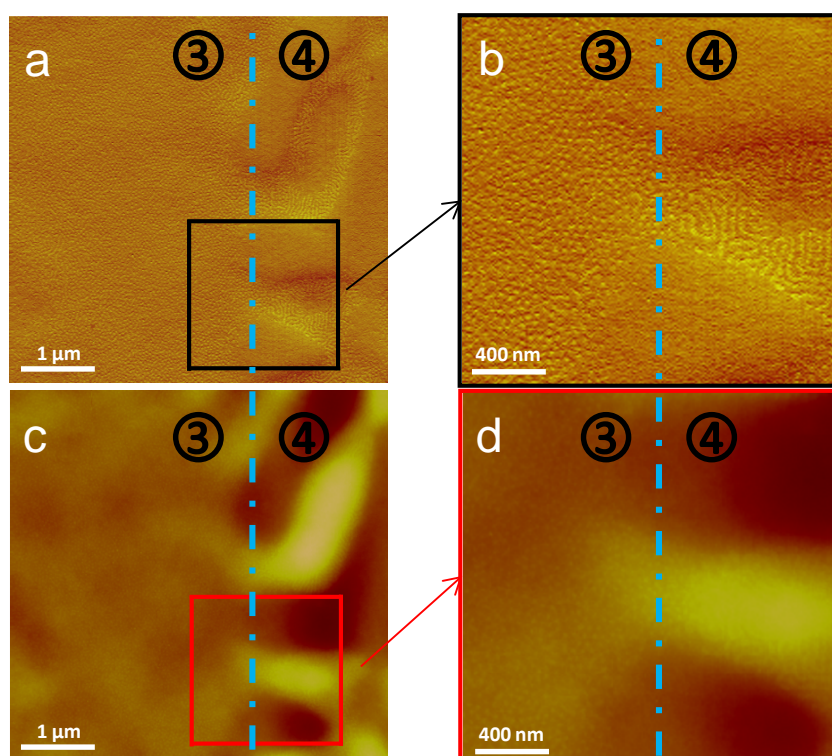 a ③ ④
1 μm
b ③ ④
400 nm
c ③ ④
1 μm
d ③ ④
400 nm